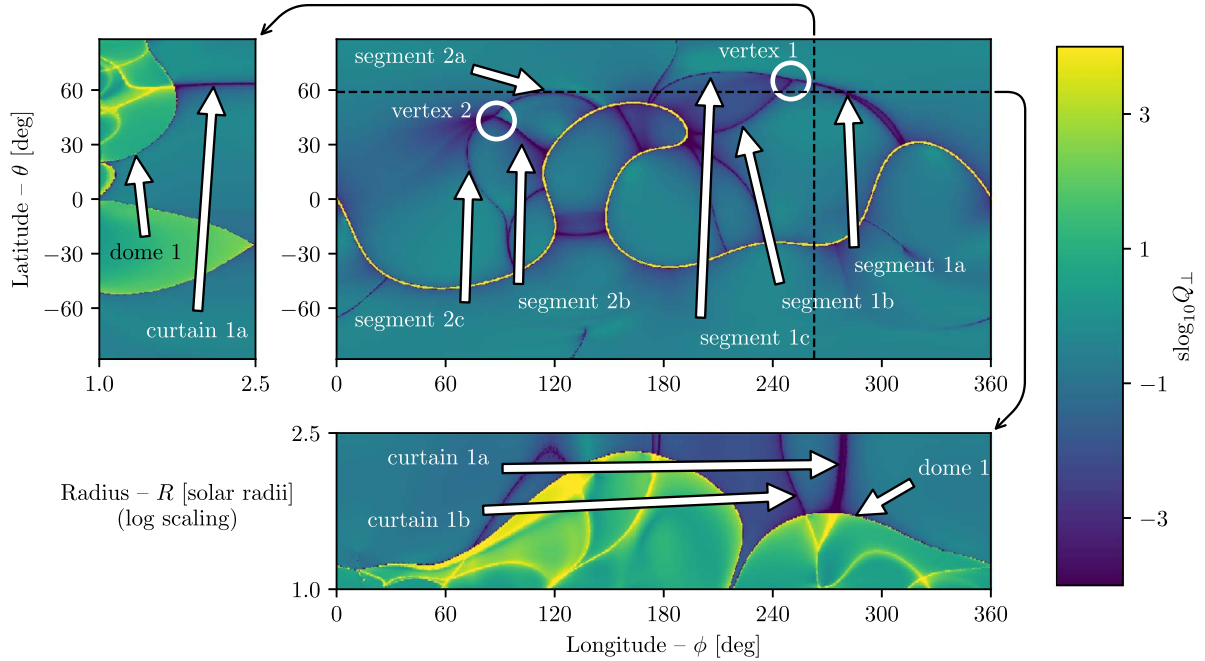 vertex 1
segment 2a
vertex 2
60
30
0
−30
−60
Latitude – θ [deg]
dome 1
curtain 1a
segment 2c
segment 2b
segment 1a
segment 1b
segment 1c
1.0
2.5
0
60
120
180
240
300
360
3
1
−1
−3
slog₁₀Q⊥
2.5
1.0
Radius – R [solar radii]
(log scaling)
curtain 1a
curtain 1b
dome 1
0
60
120
180
240
300
360
Longitude – ϕ [deg]